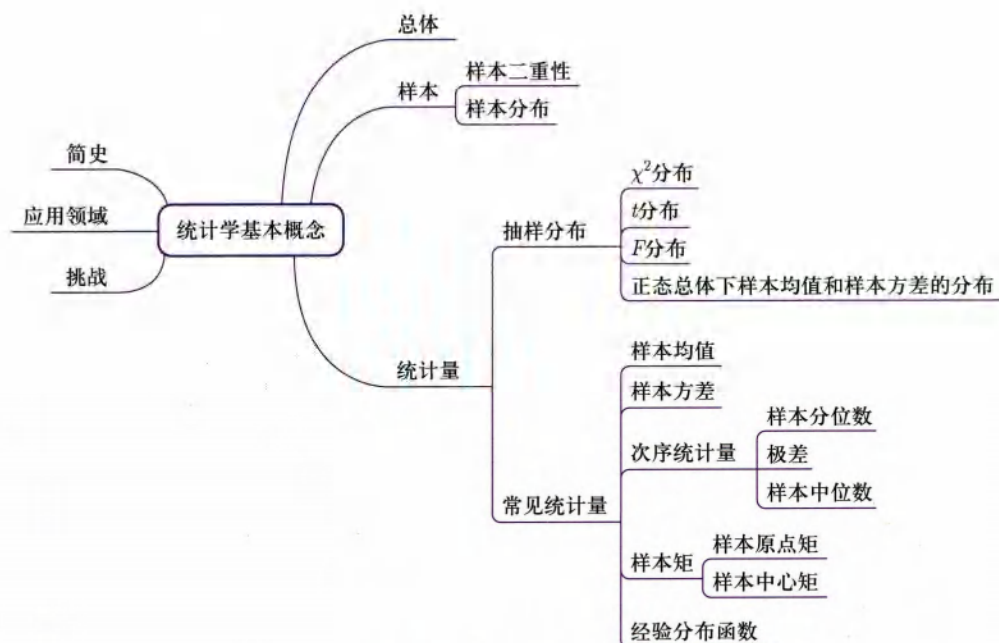 总体
样本
样本二重性
样本分布
简史
应用领域
挑战
统计学基本概念
统计量
抽样分布
χ²分布
t分布
F分布
正态总体下样本均值和样本方差的分布
常见统计量
样本均值
样本方差
次序统计量
样本分位数
极差
样本中位数
样本矩
样本原点矩
样本中心矩
经验分布函数